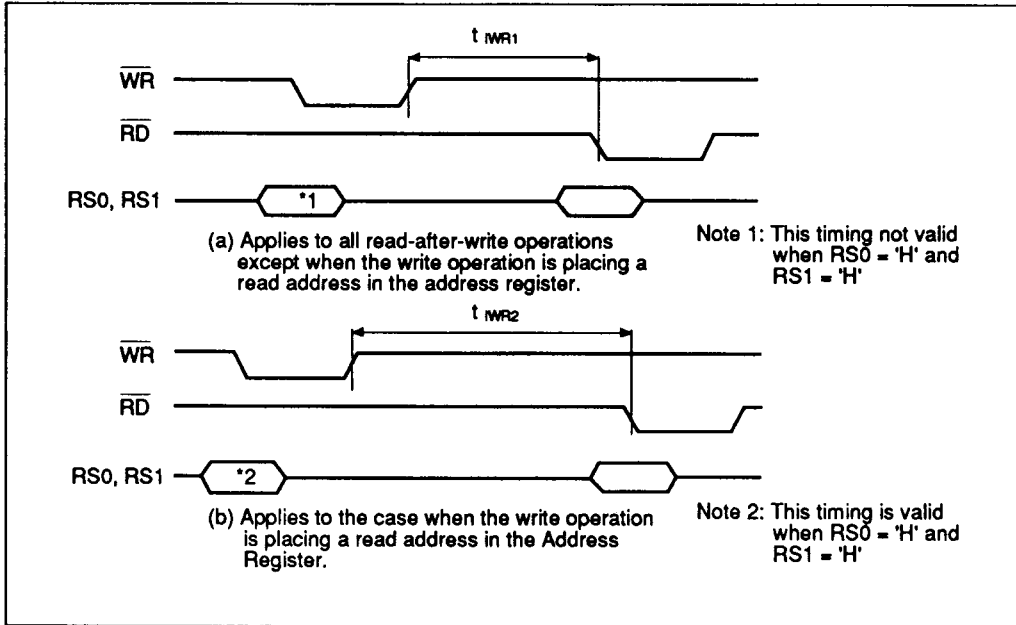 t IWR1
WR
RD
RS0, RS1
*1
(a) Applies to all read-after-write operations
except when the write operation is placing a
read address in the address register.
Note 1: This timing not valid
when RS0 = 'H' and
RS1 = 'H'
t IWR2
WR
RD
RS0, RS1
*2
(b) Applies to the case when the write operation
is placing a read address in the Address
Register.
Note 2: This timing is valid
when RS0 = 'H' and
RS1 = 'H'